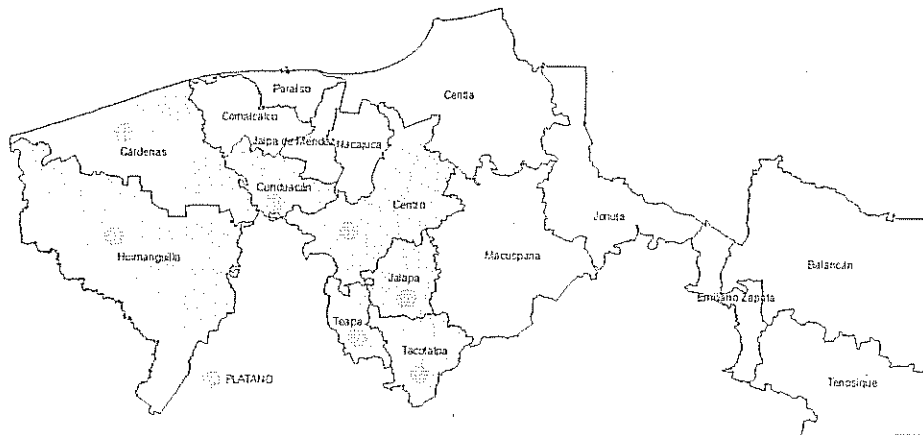 Paraíso
Centla
Comalcalco
Jalpa de Mendez
Nacajuca
Cárdenas
Cunduacán
Centro
Jonuta
Huimanguillo
Macuspana
Balancán
Jalapa
Emiliano Zapata
Teapa
Tacotalpa
PLATANO
Tenosique